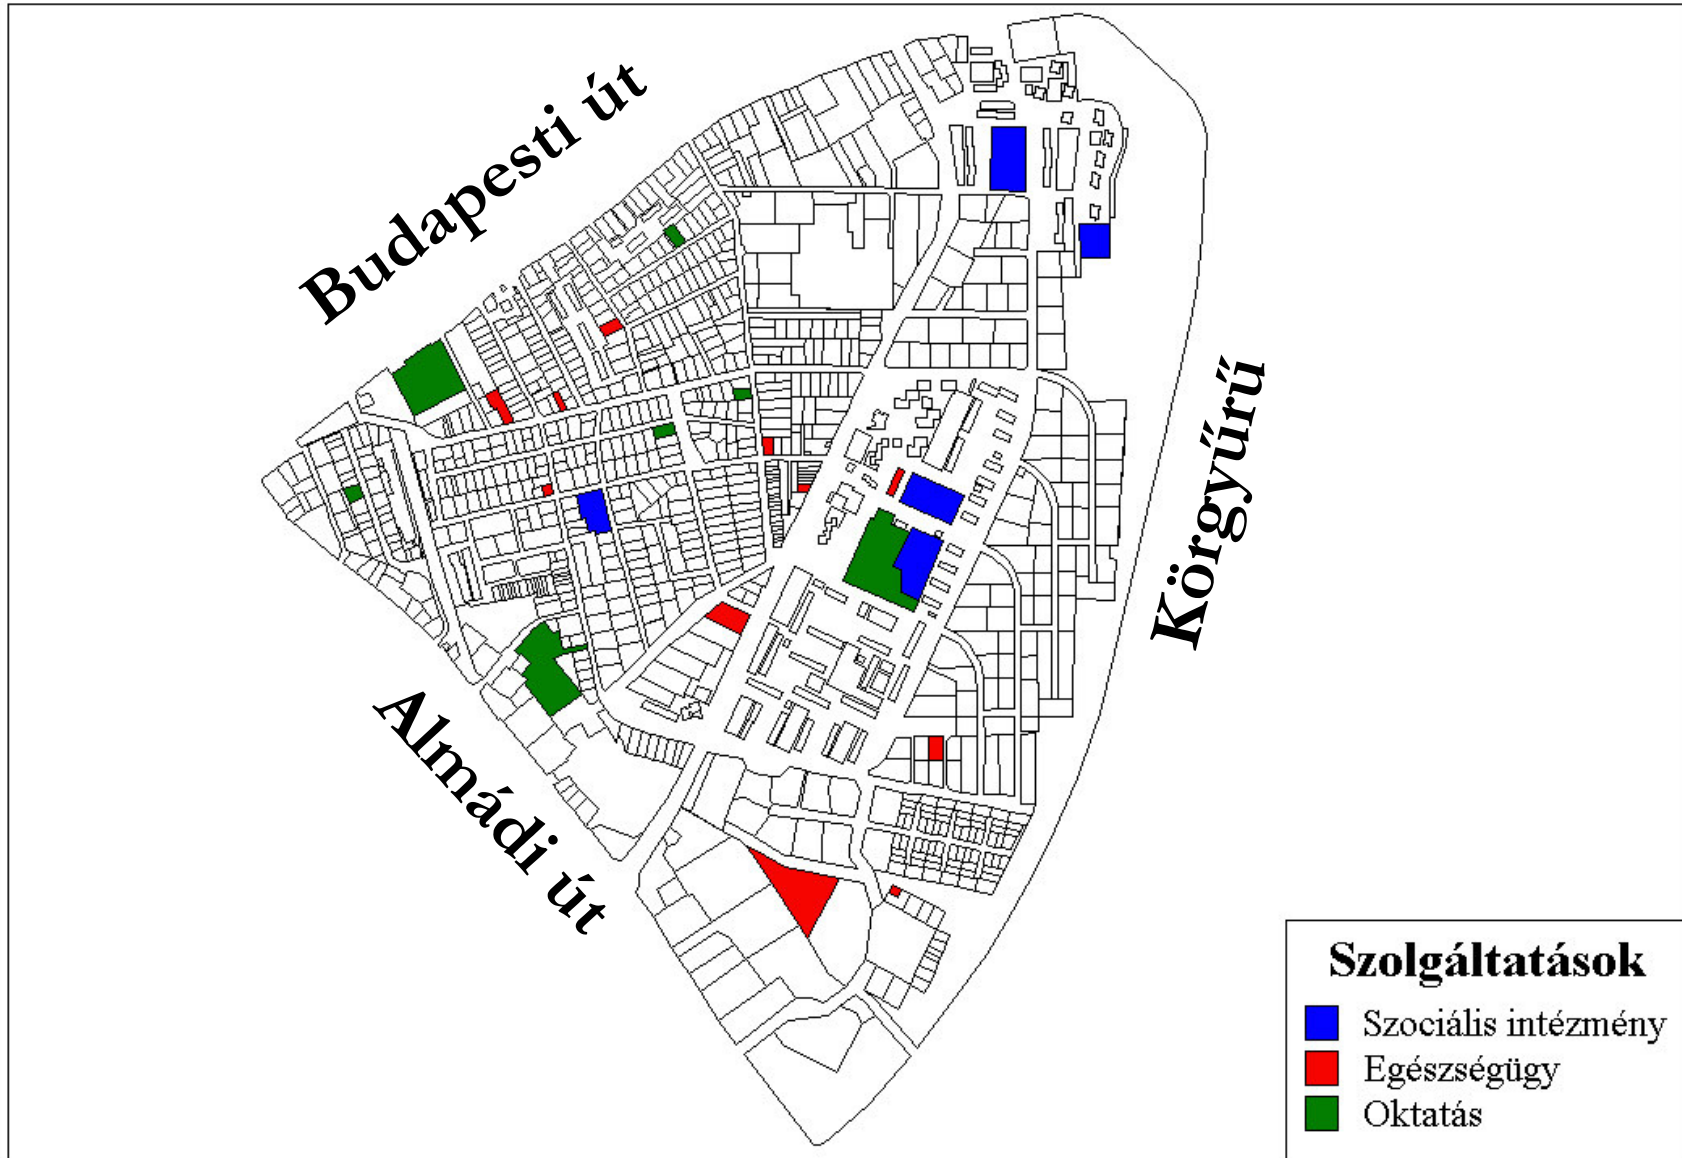 Budapesti út
Körgyűrű
Almádi út
Szolgáltatások
Szociális intézmény
Egészségügy
Oktatás